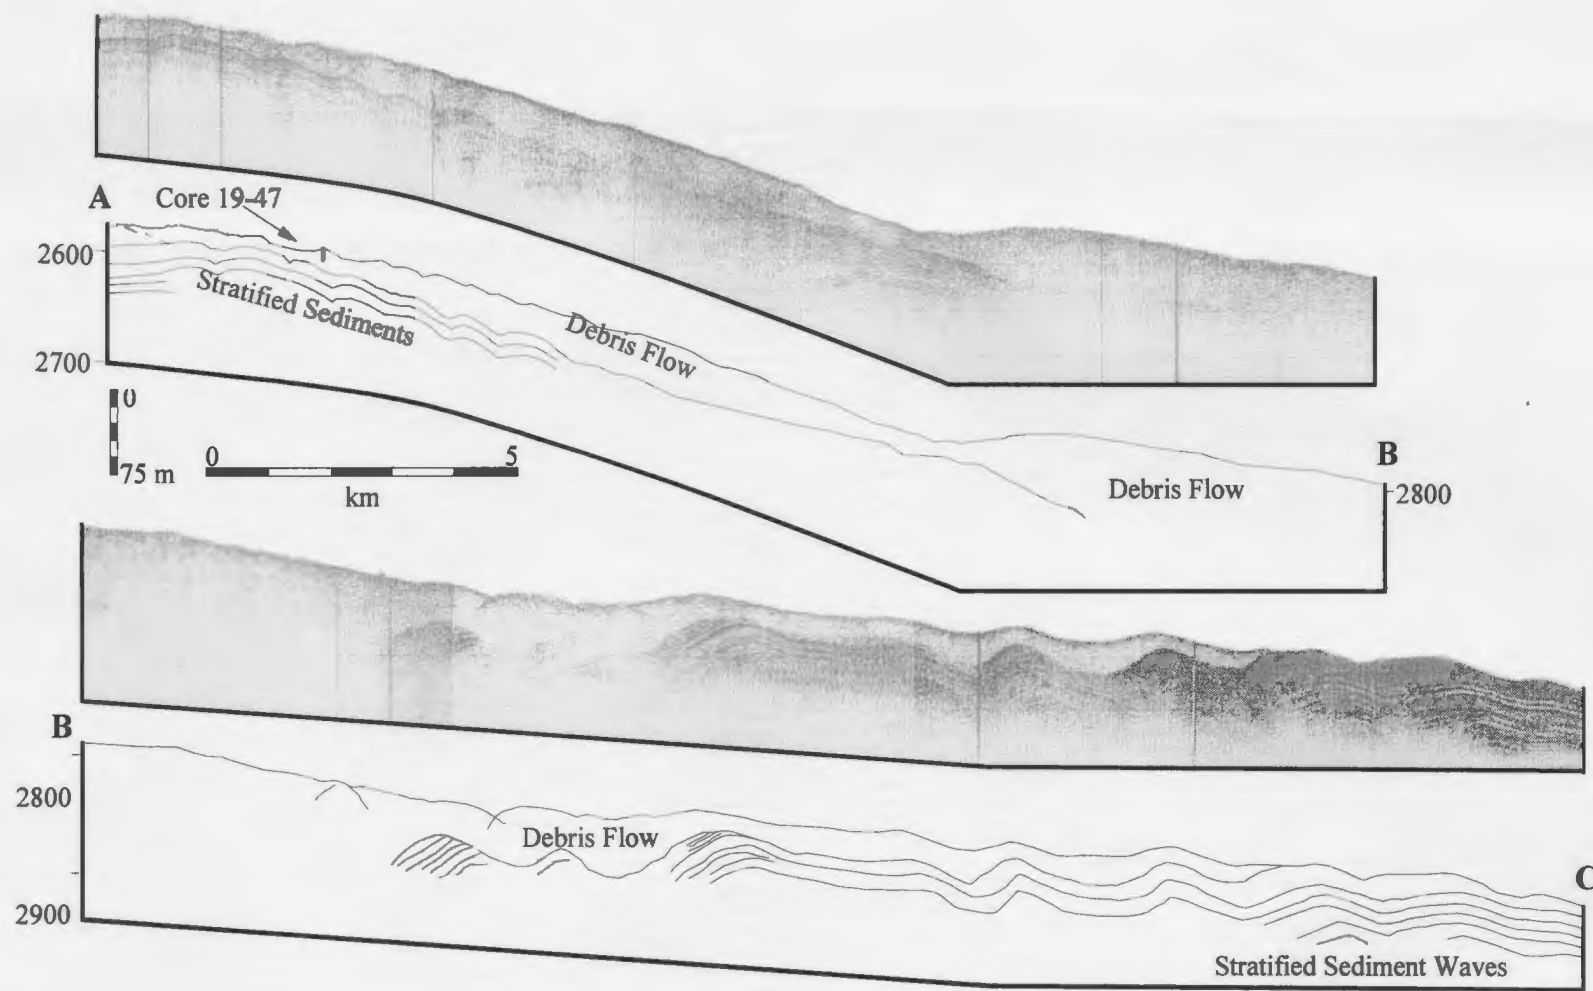 A
Core 19-47
2600
Stratified Sediments
Debris Flow
2700
0
75 m
0 5
km
B
2800
Debris Flow
B
2800
Debris Flow
2900
C
Stratified Sediment Waves